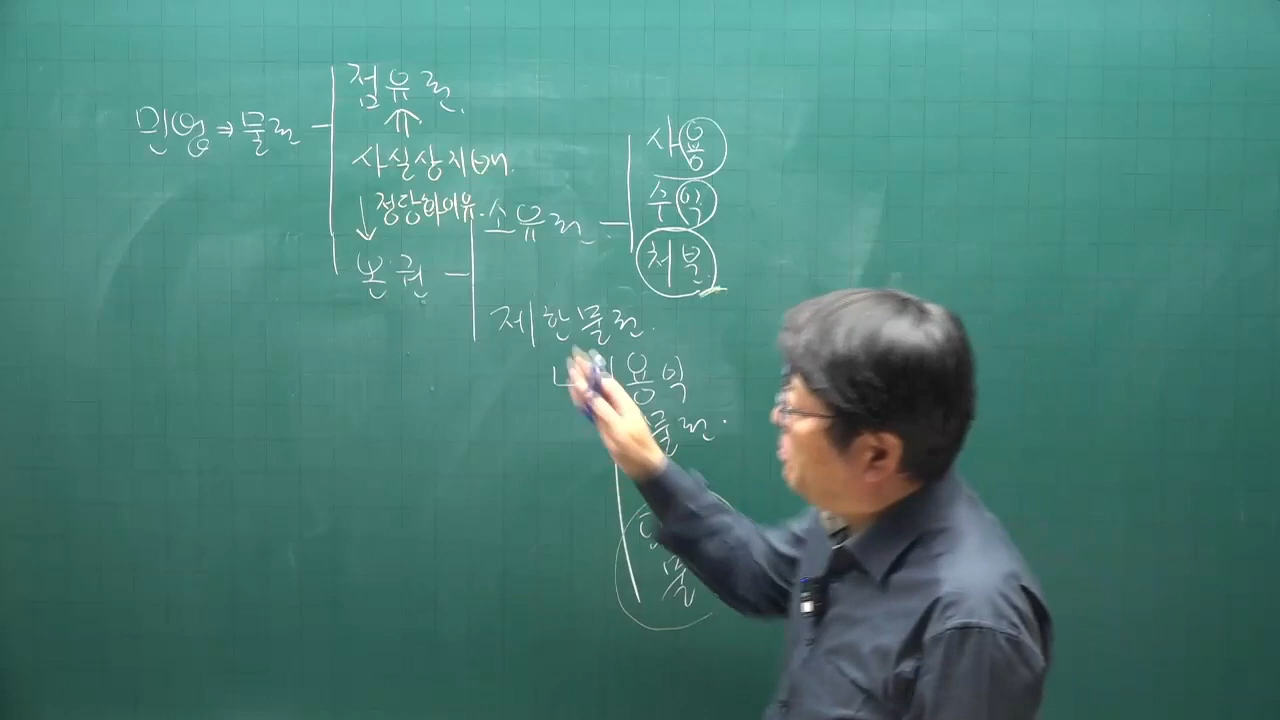 점유권.
민법⇒물권
사실상지배.
정당한이유.
사용
수익
소유권.
처분.
본권
제한물권.
용익
물권.